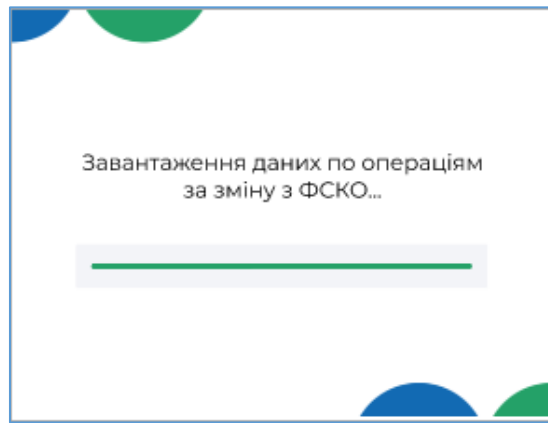 Завантаження даних по операціям
за зміну з ФСКО...